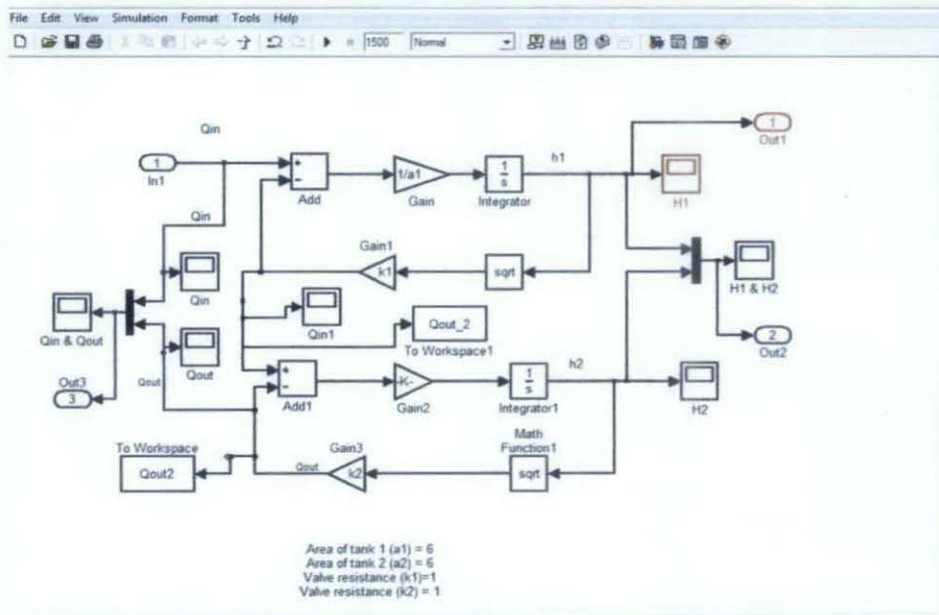 File Edit View Simulation Format Tools Help
1500 Normal
Qin
1
In1
+
−
Add
1/a1
Gain
1
s
Integrator
h1
1
Out1
H1
Qin
Qin
Gain1
k1
sqrt
Qin1
H1 & H2
Qin & Qout
Qout_2
To Workspace1
2
Out2
Qout
Qout
Out3
3
+
−
Add1
-K-
Gain2
1
s
Integrator1
h2
H2
To Workspace
Qout2
Gain3
Qout
k2
Math
Function1
sqrt
Area of tank 1 (a1) = 6
Area of tank 2 (a2) = 6
Valve resistance (k1)=1
Valve resistance (k2) = 1